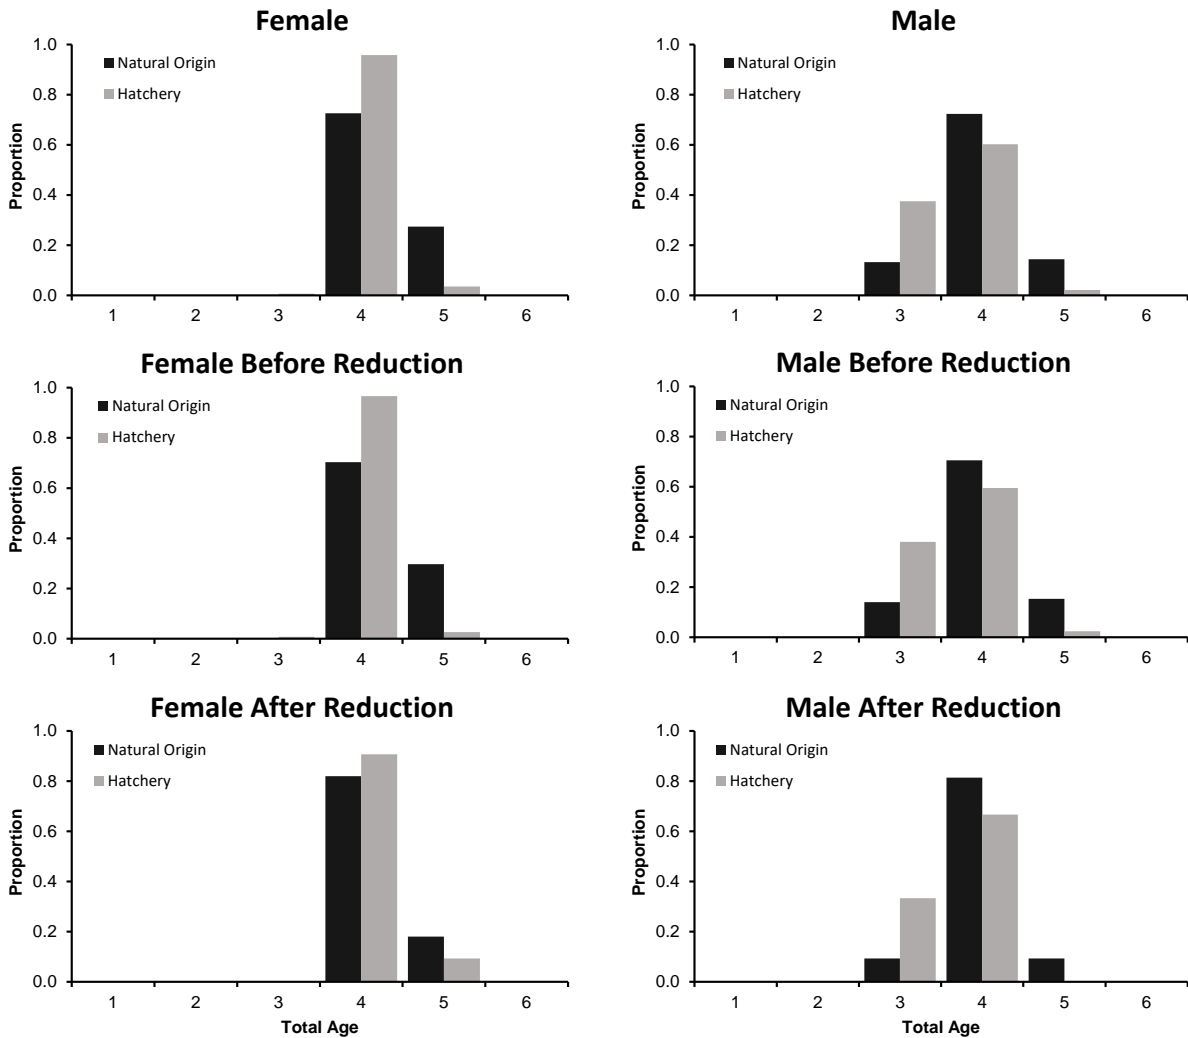 Female
Natural Origin
Hatchery
Proportion
1.0
0.8
0.6
0.4
0.2
0.0
1 2 3 4 5 6
Male
Natural Origin
Hatchery
Proportion
1.0
0.8
0.6
0.4
0.2
0.0
1 2 3 4 5 6
Female Before Reduction
Natural Origin
Hatchery
Proportion
1.0
0.8
0.6
0.4
0.2
0.0
1 2 3 4 5 6
Male Before Reduction
Natural Origin
Hatchery
Proportion
1.0
0.8
0.6
0.4
0.2
0.0
1 2 3 4 5 6
Female After Reduction
Natural Origin
Hatchery
Proportion
1.0
0.8
0.6
0.4
0.2
0.0
1 2 3 4 5 6
Total Age
Male After Reduction
Natural Origin
Hatchery
Proportion
1.0
0.8
0.6
0.4
0.2
0.0
1 2 3 4 5 6
Total Age